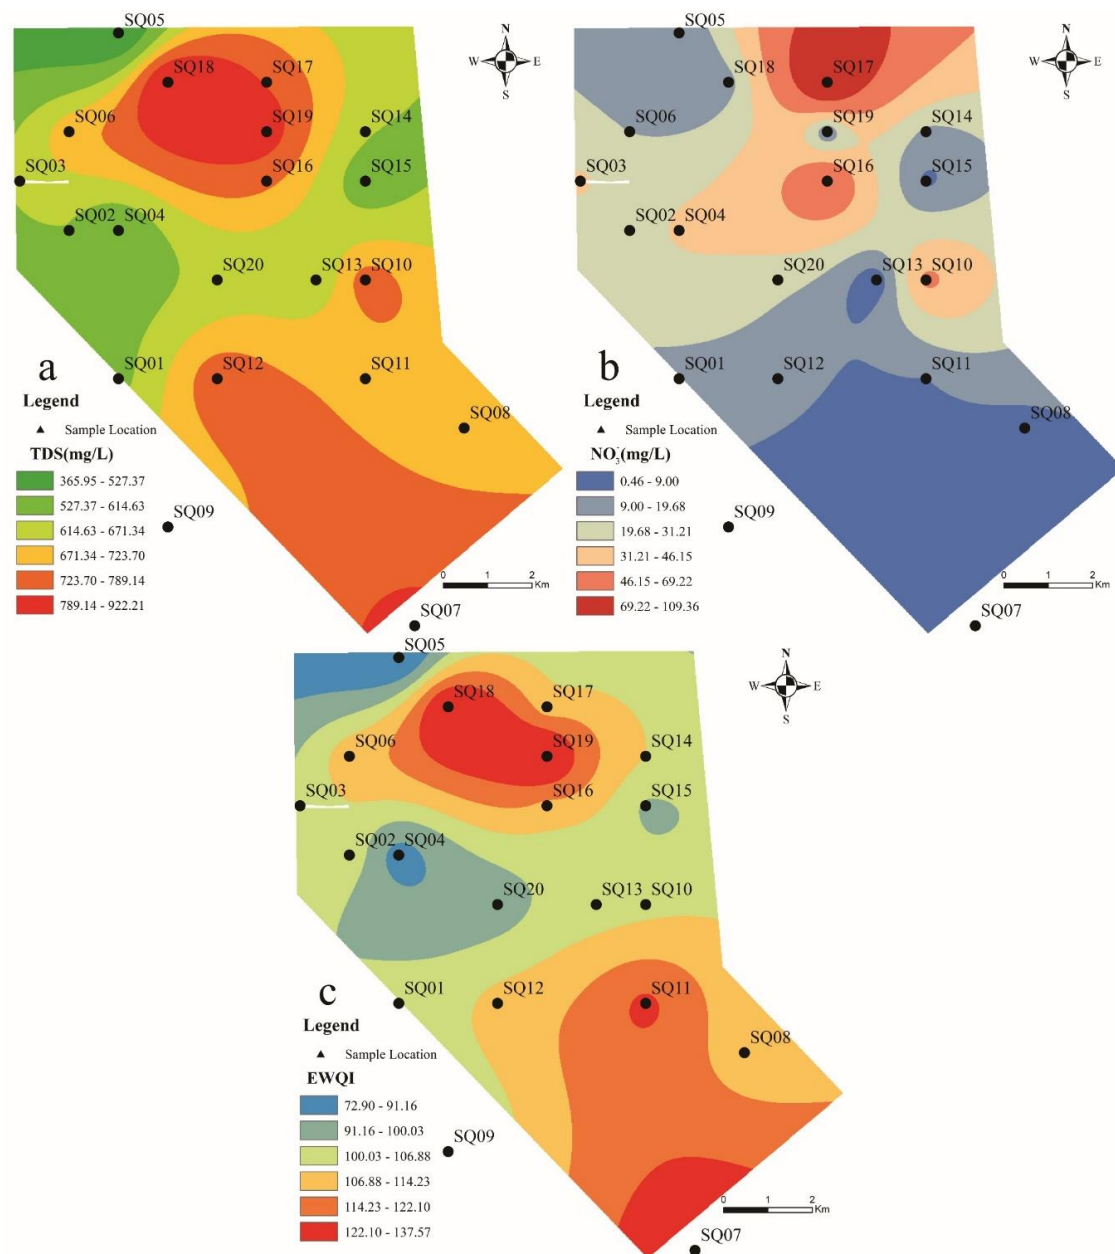 SQ05
SQ18
SQ17
SQ06
SQ19
SQ14
SQ03
SQ16
SQ15
SQ02
SQ04
SQ20
SQ13
SQ10
SQ01
SQ12
SQ11
SQ08
SQ09
SQ07
N
W
E
S
a
Legend
Sample Location
TDS(mg/L)
365.95 - 527.37
527.37 - 614.63
614.63 - 671.34
671.34 - 723.70
723.70 - 789.14
789.14 - 922.21
0 1 2
Km
SQ05
SQ18
SQ17
SQ06
SQ19
SQ14
SQ03
SQ16
SQ15
SQ02
SQ04
SQ20
SQ13
SQ10
SQ01
SQ12
SQ11
SQ08
SQ09
SQ07
N
W
E
S
b
Legend
Sample Location
NO₃⁻(mg/L)
0.46 - 9.00
9.00 - 19.68
19.68 - 31.21
31.21 - 46.15
46.15 - 69.22
69.22 - 109.36
0 1 2
Km
SQ05
SQ18
SQ17
SQ06
SQ19
SQ14
SQ03
SQ16
SQ15
SQ02
SQ04
SQ20
SQ13
SQ10
SQ01
SQ12
SQ11
SQ08
SQ09
SQ07
N
W
E
S
c
Legend
Sample Location
EWQI
72.90 - 91.16
91.16 - 100.03
100.03 - 106.88
106.88 - 114.23
114.23 - 122.10
122.10 - 137.57
0 1 2
Km